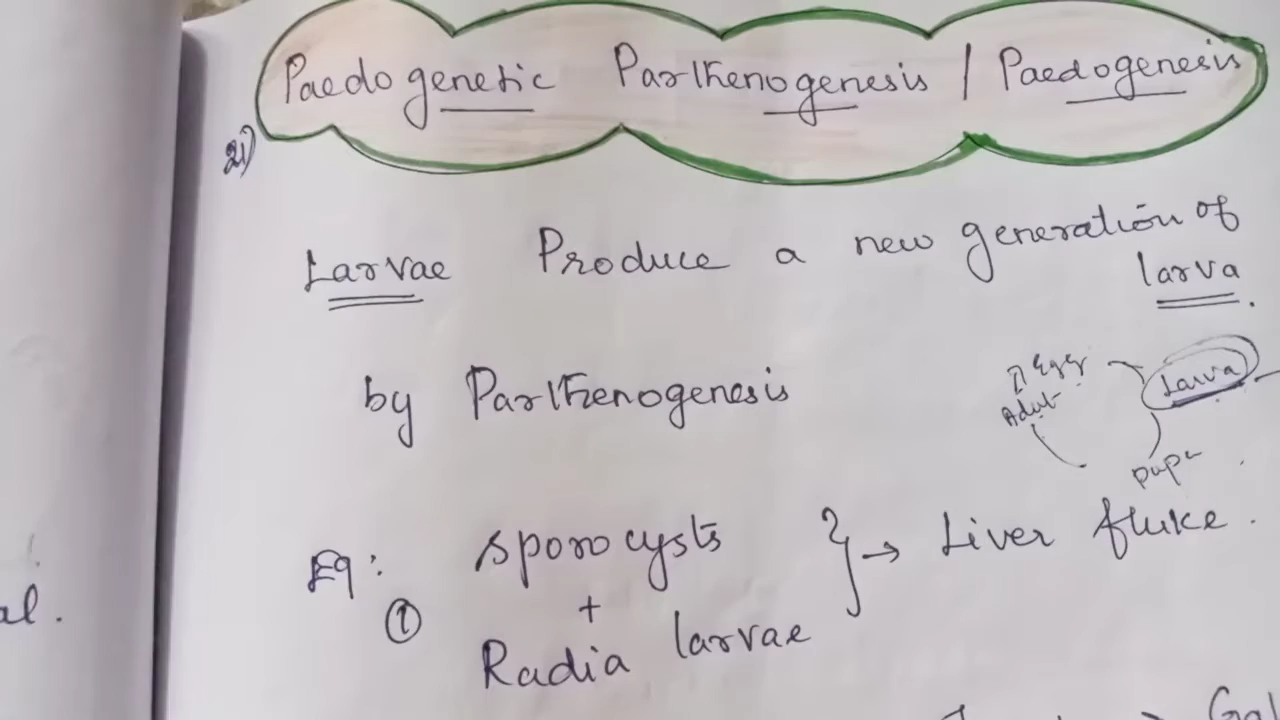 Paedogenetic Parthenogenesis / Paedogenesis
21)
Larvae Produce a new generation of
larva.
by Parthenogenesis
Eggs
Adult
Larva
pupa
Eg:
① sporocysts
+
Radia larvae
→ Liver fluke.
al.